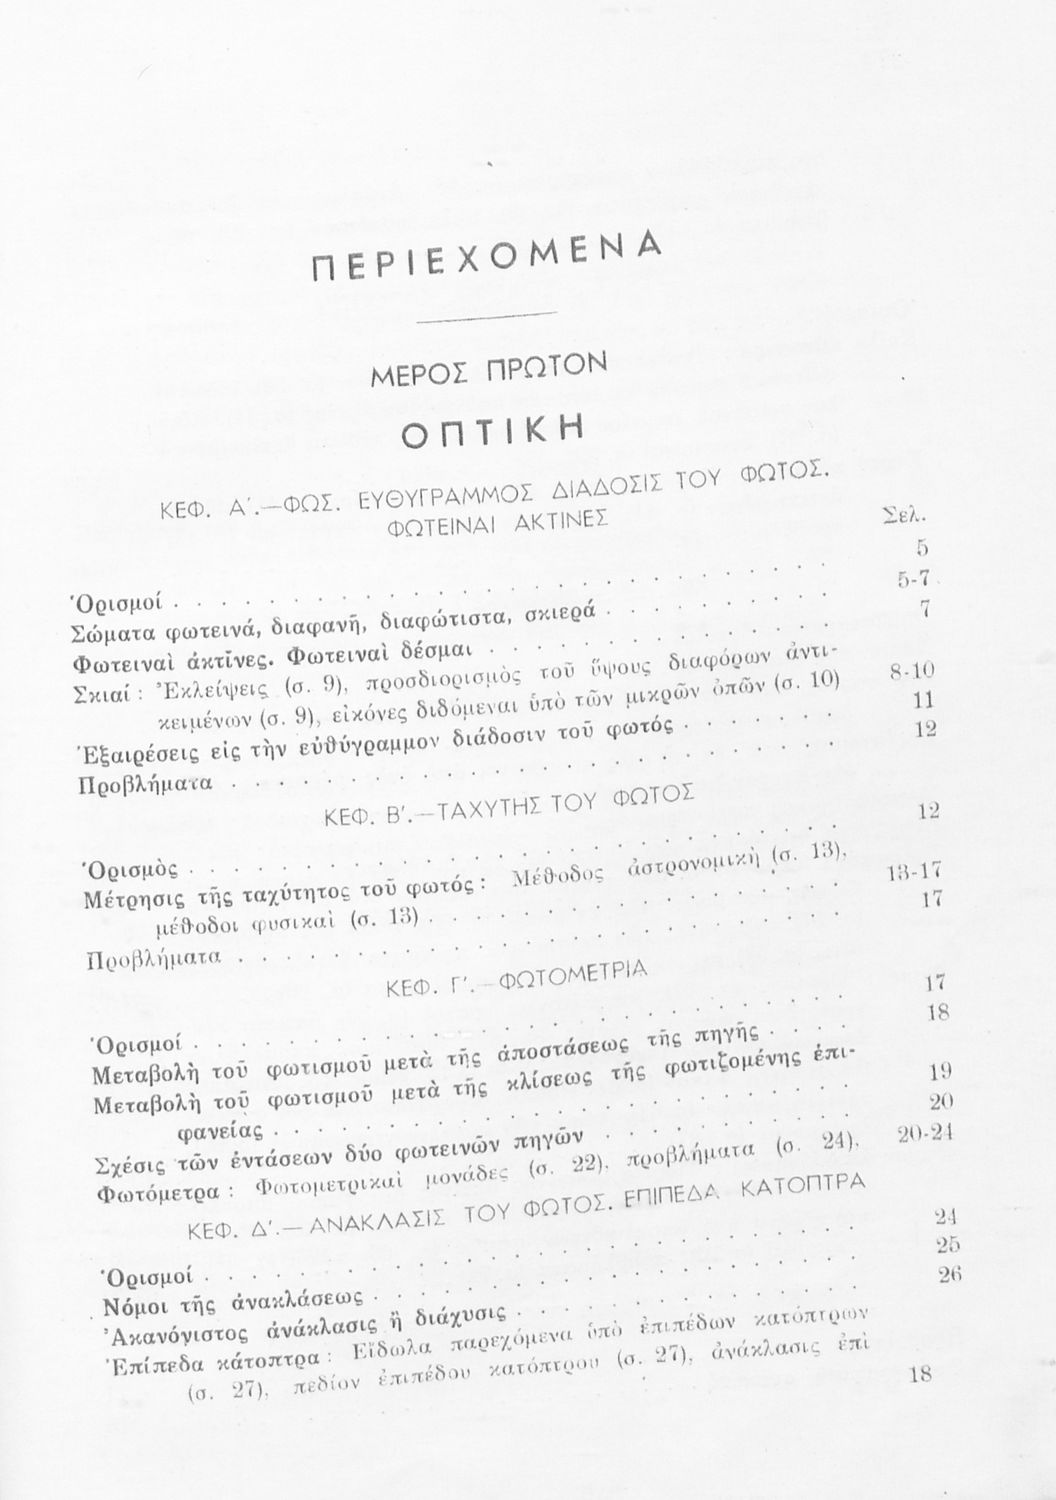 ΠΕΡΙΕΧΟΜΕΝΑ
ΜΕΡΟΣ ΠΡΩΤΟΝ
ΟΠΤΙΚΗ
ΚΕΦ. Α΄.—ΦΩΣ. ΕΥΘΥΓΡΑΜΜΟΣ ΔΙΑΔΟΣΙΣ ΤΟΥ ΦΩΤΟΣ.
ΦΩΤΕΙΝΑΙ ΑΚΤΙΝΕΣ
Σελ.
Ὁρισμοί . . . . . . . . . . . . . . . . . . . . . 5
Σώματα φωτεινά, διαφανῆ, διαφώτιστα, σκιερά . . . . . . . . 5-7
Φωτειναὶ ἀκτῖνες. Φωτειναὶ δέσμαι . . . . . . . . . . . . 7
Σκιαί : Ἐκλείψεις (σ. 9), προσδιορισμὸς τοῦ ὕψους διαφόρων ἀντι-
κειμένων (σ. 9), εἰκόνες διδόμεναι ὑπὸ τῶν μικρῶν ὀπῶν (σ. 10) 8-10
Ἐξαιρέσεις εἰς τὴν εὐθύγραμμον διάδοσιν τοῦ φωτός . . . . . . 11
Προβλήματα . . . . . . . . . . . . . . . . . . . . 12
ΚΕΦ. Β΄.—ΤΑΧΥΤΗΣ ΤΟΥ ΦΩΤΟΣ
Ὁρισμὸς . . . . . . . . . . . . . . . . . . . . . 12
Μέτρησις τῆς ταχύτητος τοῦ φωτός : Μέθοδος ἀστρονομικὴ (σ. 13),
μέθοδοι φυσικαὶ (σ. 13) . . . . . . . . . . . . . . 13-17
Προβλήματα . . . . . . . . . . . . . . . . . . . . 17
ΚΕΦ. Γ΄.—ΦΩΤΟΜΕΤΡΙΑ
Ὁρισμοί . . . . . . . . . . . . . . . . . . . . . 17
Μεταβολὴ τοῦ φωτισμοῦ μετὰ τῆς ἀποστάσεως τῆς πηγῆς . . . . 18
Μεταβολὴ τοῦ φωτισμοῦ μετὰ τῆς κλίσεως τῆς φωτιζομένης ἐπι-
φανείας . . . . . . . . . . . . . . . . . . . 19
Σχέσις τῶν ἐντάσεων δύο φωτεινῶν πηγῶν . . . . . . . . . 20
Φωτόμετρα : Φωτομετρικαὶ μονάδες (σ. 22), προβλήματα (σ. 24), 20-24
ΚΕΦ. Δ΄.—ΑΝΑΚΛΑΣΙΣ ΤΟΥ ΦΩΤΟΣ. ΕΠΙΠΕΔΑ ΚΑΤΟΠΤΡΑ
Ὁρισμοί . . . . . . . . . . . . . . . . . . . . . 24
Νόμοι τῆς ἀνακλάσεως . . . . . . . . . . . . . . . . 25
Ἀκανόνιστος ἀνάκλασις ἢ διάχυσις . . . . . . . . . . . . 26
Ἐπίπεδα κάτοπτρα : Εἴδωλα παρεχόμενα ὑπὸ ἐπιπέδων κατόπτρων
(σ. 27), πεδίον ἐπιπέδου κατόπτρου (σ. 27), ἀνάκλασις ἐπὶ
18